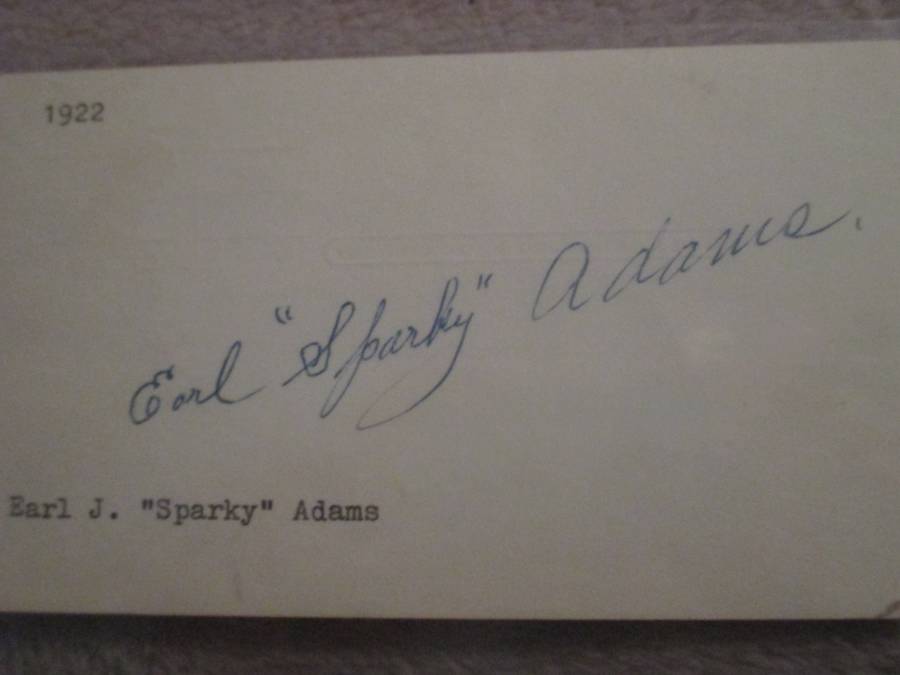 1922
Earl "Sparky" Adams.
Earl J. "Sparky" Adams